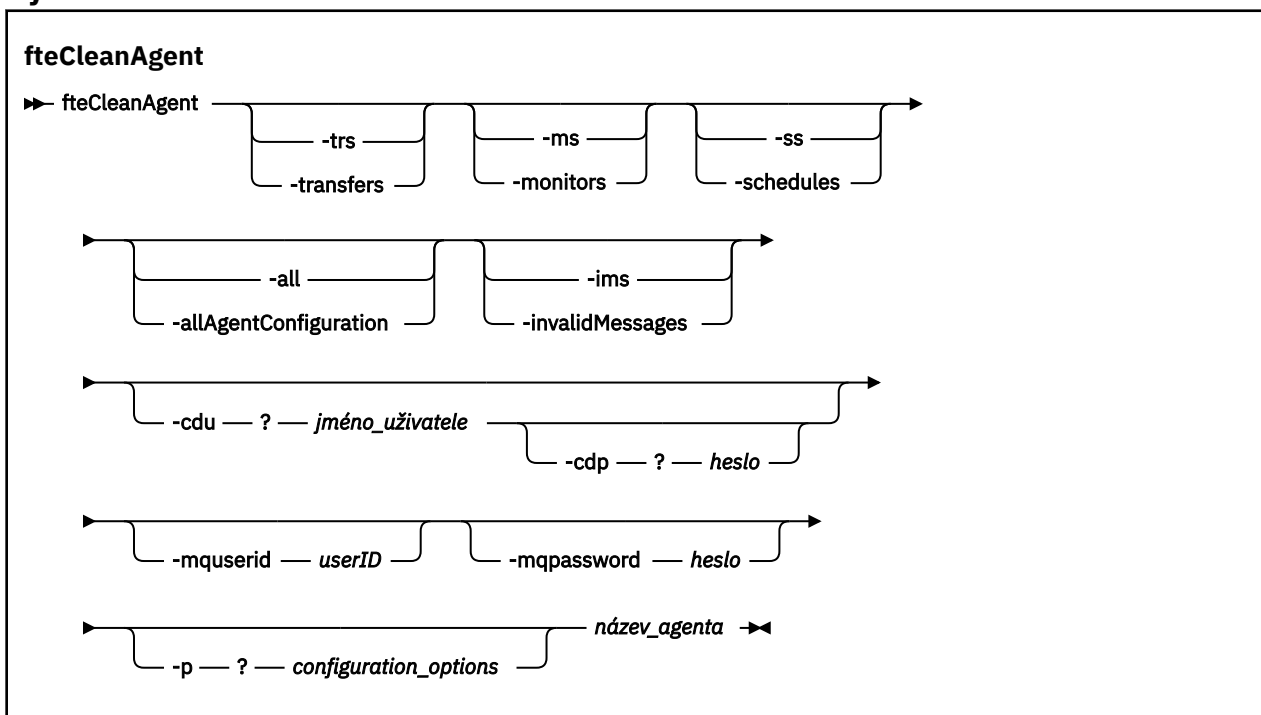 fteCleanAgent
fteCleanAgent
-trs
-transfers
-ms
-monitors
-ss
-schedules
-all
-allAgentConfiguration
-ims
-invalidMessages
-cdu ? jméno_uživatele
-cdp ? heslo
-mquserid userID
-mqpassword heslo
název_agenta
-p ? configuration_options